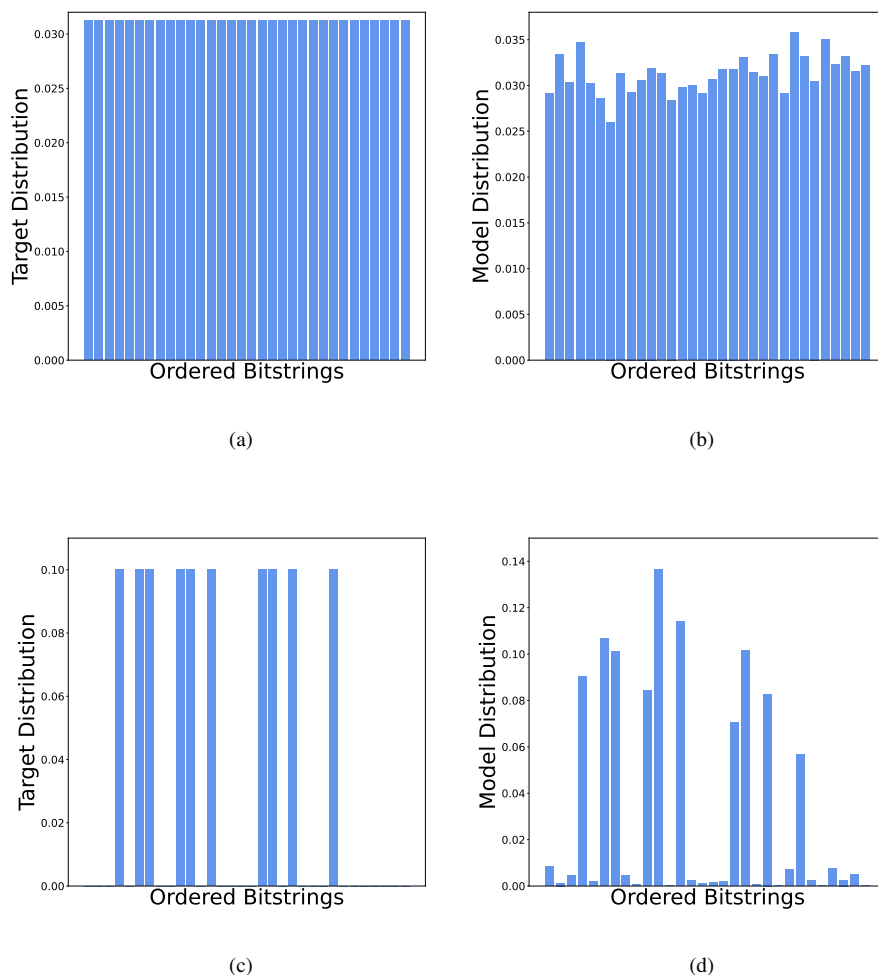 0.030
0.025
0.020
0.015
0.010
0.005
0.000
Target Distribution
Ordered Bitstrings
(a)
0.035
0.030
0.025
0.020
0.015
0.010
0.005
0.000
Model Distribution
Ordered Bitstrings
(b)
0.10
0.08
0.06
0.04
0.02
0.00
Target Distribution
Ordered Bitstrings
(c)
0.14
0.12
0.10
0.08
0.06
0.04
0.02
0.00
Model Distribution
Ordered Bitstrings
(d)